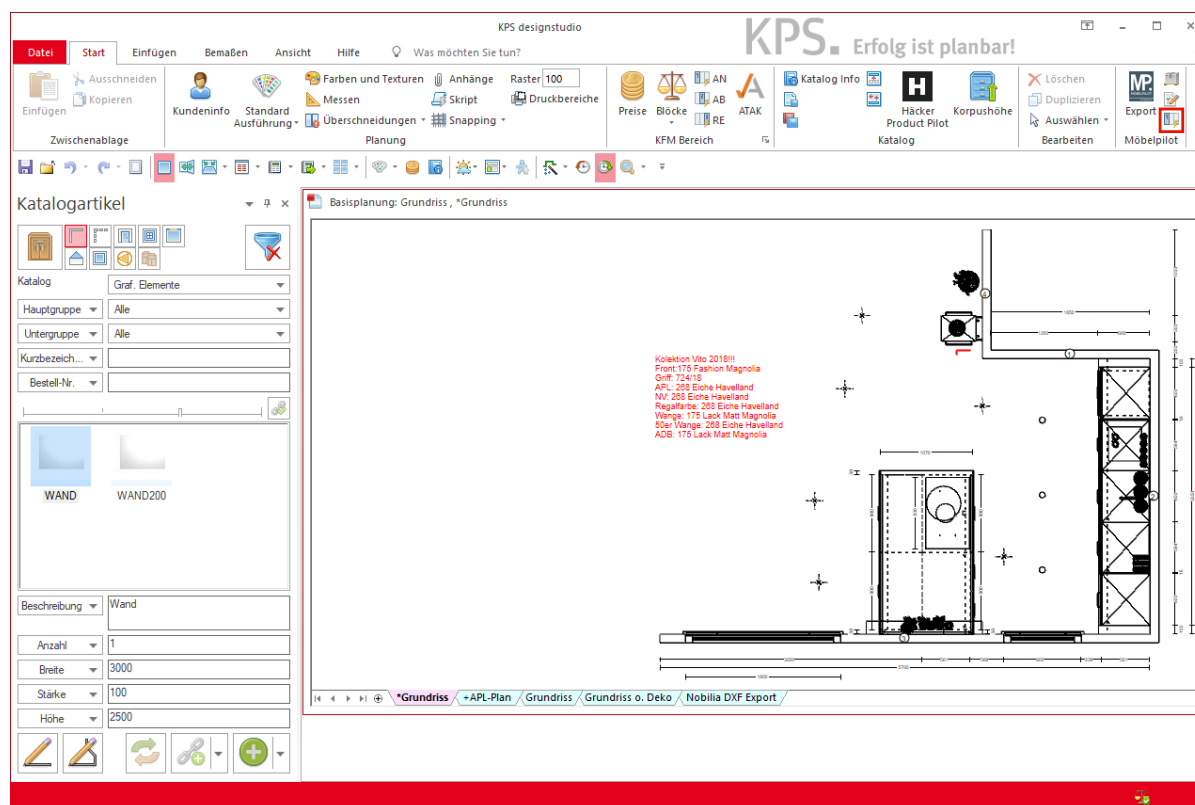 KPS designstudio
KPS. Erfolg ist planbar!
Datei Start Einfügen Bemaßen Ansicht Hilfe Was möchten Sie tun?
Ausschneiden
Kopieren
Einfügen
Zwischenablage
Kundeninfo
Standard
Ausführung
Farben und Texturen Anhänge Raster 100
Messen Skript Druckbereiche
Überschneidungen Snapping
Planung
Preise Blöcke
AN
AB
RE
ATAK
KFM Bereich
Katalog Info
H
Häcker
Product Pilot
Korpushöhe
Katalog
Löschen
Duplizieren
Auswählen
Bearbeiten
MP.
Export
Möbelpilot
Katalogartikel
Katalog Graf. Elemente
Hauptgruppe Alle
Untergruppe Alle
Kurzbezeich...
Bestell-Nr.
WAND WAND200
Beschreibung Wand
Anzahl 1
Breite 3000
Stärke 100
Höhe 2500
Basisplanung: Grundriss , *Grundriss
Kolektion Vito 2018!!!
Front:175 Fashion Magnolia
Griff: 724/18
APL: 268 Eiche Havelland
NV: 268 Eiche Havelland
Regalfarbe: 268 Eiche Havelland
Wange: 175 Lack Matt Magnolia
50er Wange: 268 Eiche Havelland
ADB: 175 Lack Matt Magnolia
4
1
2
3
*Grundriss +APL-Plan Grundriss Grundriss o. Deko Nobilia DXF Export